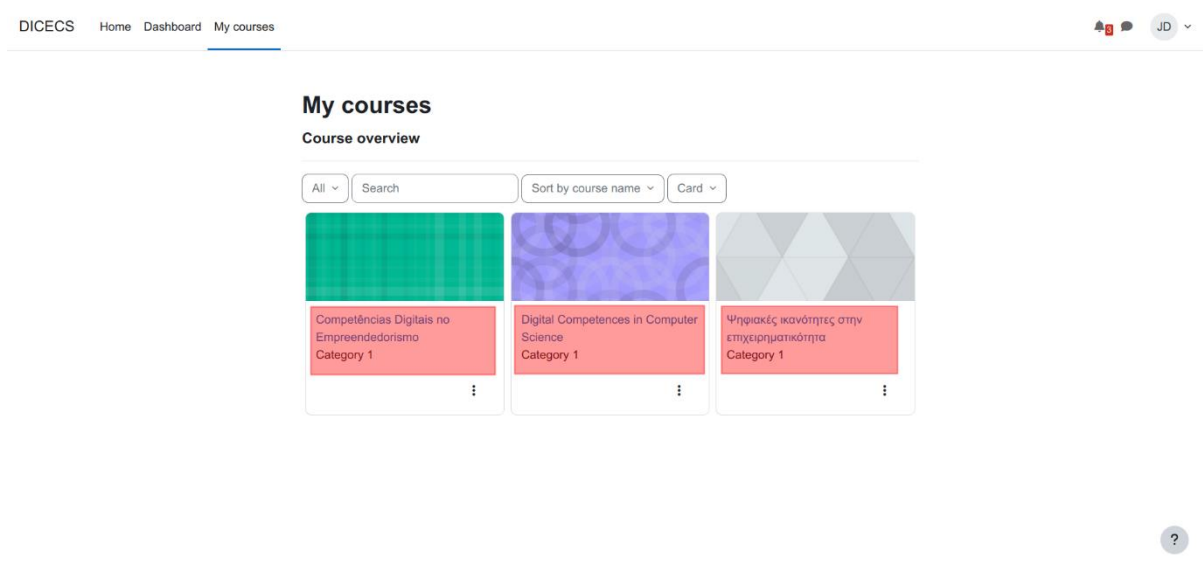 DICECS Home Dashboard My courses 3 JD
My courses
Course overview
All Search Sort by course name Card
Competências Digitais no
Empreendedorismo
Category 1
Digital Competences in Computer
Science
Category 1
Ψηφιακές ικανότητες στην
επιχειρηματικότητα
Category 1
?